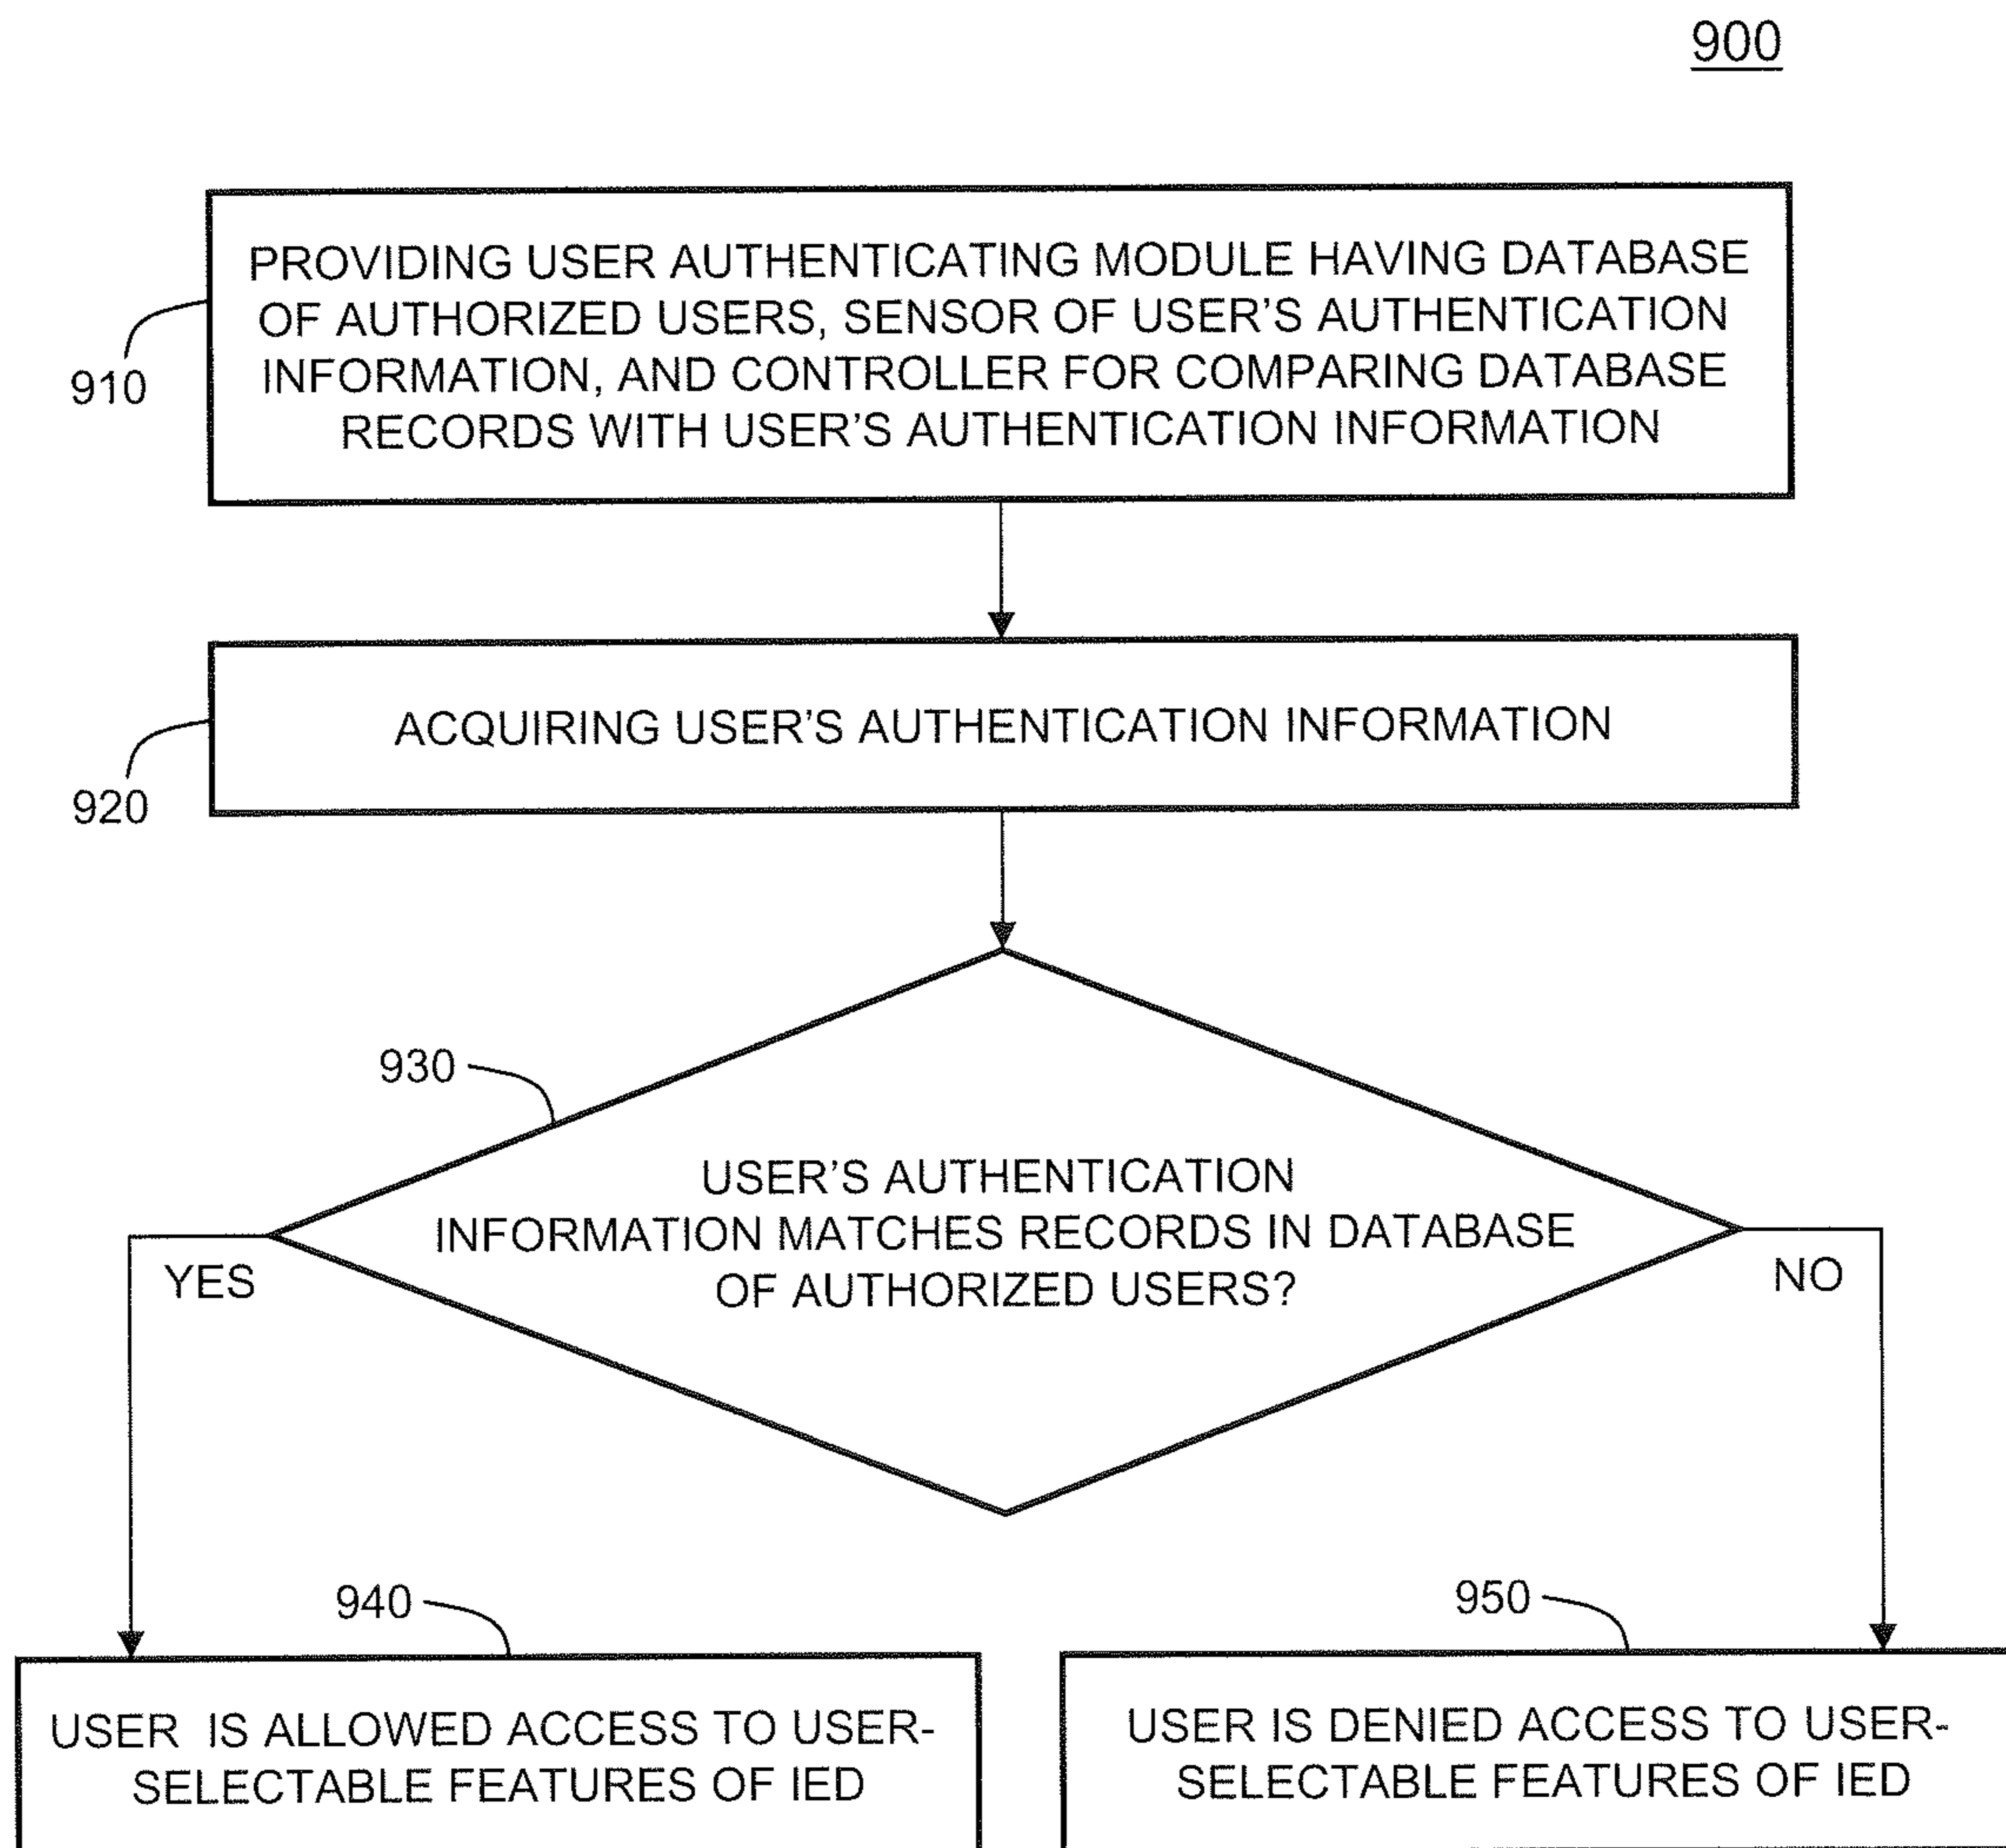 900
PROVIDING USER AUTHENTICATING MODULE HAVING DATABASE
OF AUTHORIZED USERS, SENSOR OF USER’S AUTHENTICATION
INFORMATION, AND CONTROLLER FOR COMPARING DATABASE
RECORDS WITH USER’S AUTHENTICATION INFORMATION
910
ACQUIRING USER’S AUTHENTICATION INFORMATION
920
930
USER’S AUTHENTICATION
INFORMATION MATCHES RECORDS IN DATABASE
OF AUTHORIZED USERS?
YES
NO
940
950
USER IS ALLOWED ACCESS TO USER-
SELECTABLE FEATURES OF IED
USER IS DENIED ACCESS TO USER-
SELECTABLE FEATURES OF IED